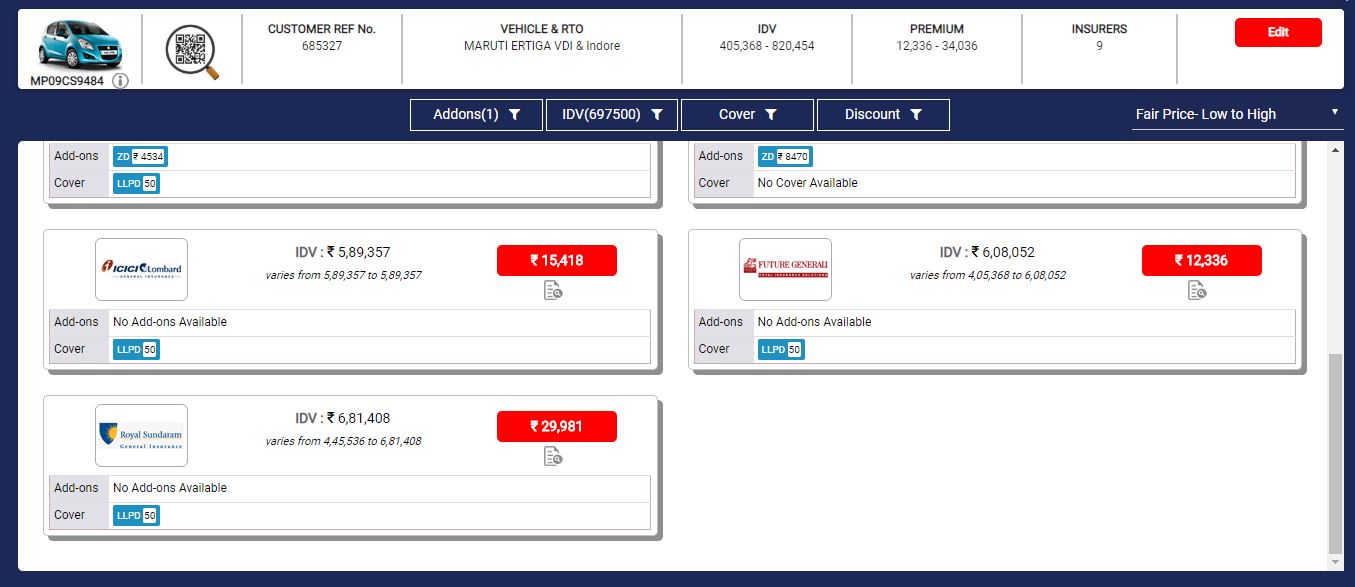 CUSTOMER REF No.
685327
VEHICLE & RTO
MARUTI ERTIGA VDI & Indore
IDV
405,368 - 820,454
PREMIUM
12,336 - 34,036
INSURERS
9
Edit
MP09CS9484
Addons(1)
IDV(697500)
Cover
Discount
Fair Price- Low to High
Add-ons ZD ₹ 4534
Cover LLPD 50
Add-ons ZD ₹ 8470
Cover No Cover Available
ICICI Lombard
GENERAL INSURANCE
IDV : ₹ 5,89,357
varies from 5,89,357 to 5,89,357
₹ 15,418
Add-ons No Add-ons Available
Cover LLPD 50
FUTURE GENERALI
TOTAL INSURANCE SOLUTIONS
IDV : ₹ 6,08,052
varies from 4,05,368 to 6,08,052
₹ 12,336
Add-ons No Add-ons Available
Cover LLPD 50
Royal Sundaram
General Insurance
IDV : ₹ 6,81,408
varies from 4,45,536 to 6,81,408
₹ 29,981
Add-ons No Add-ons Available
Cover LLPD 50